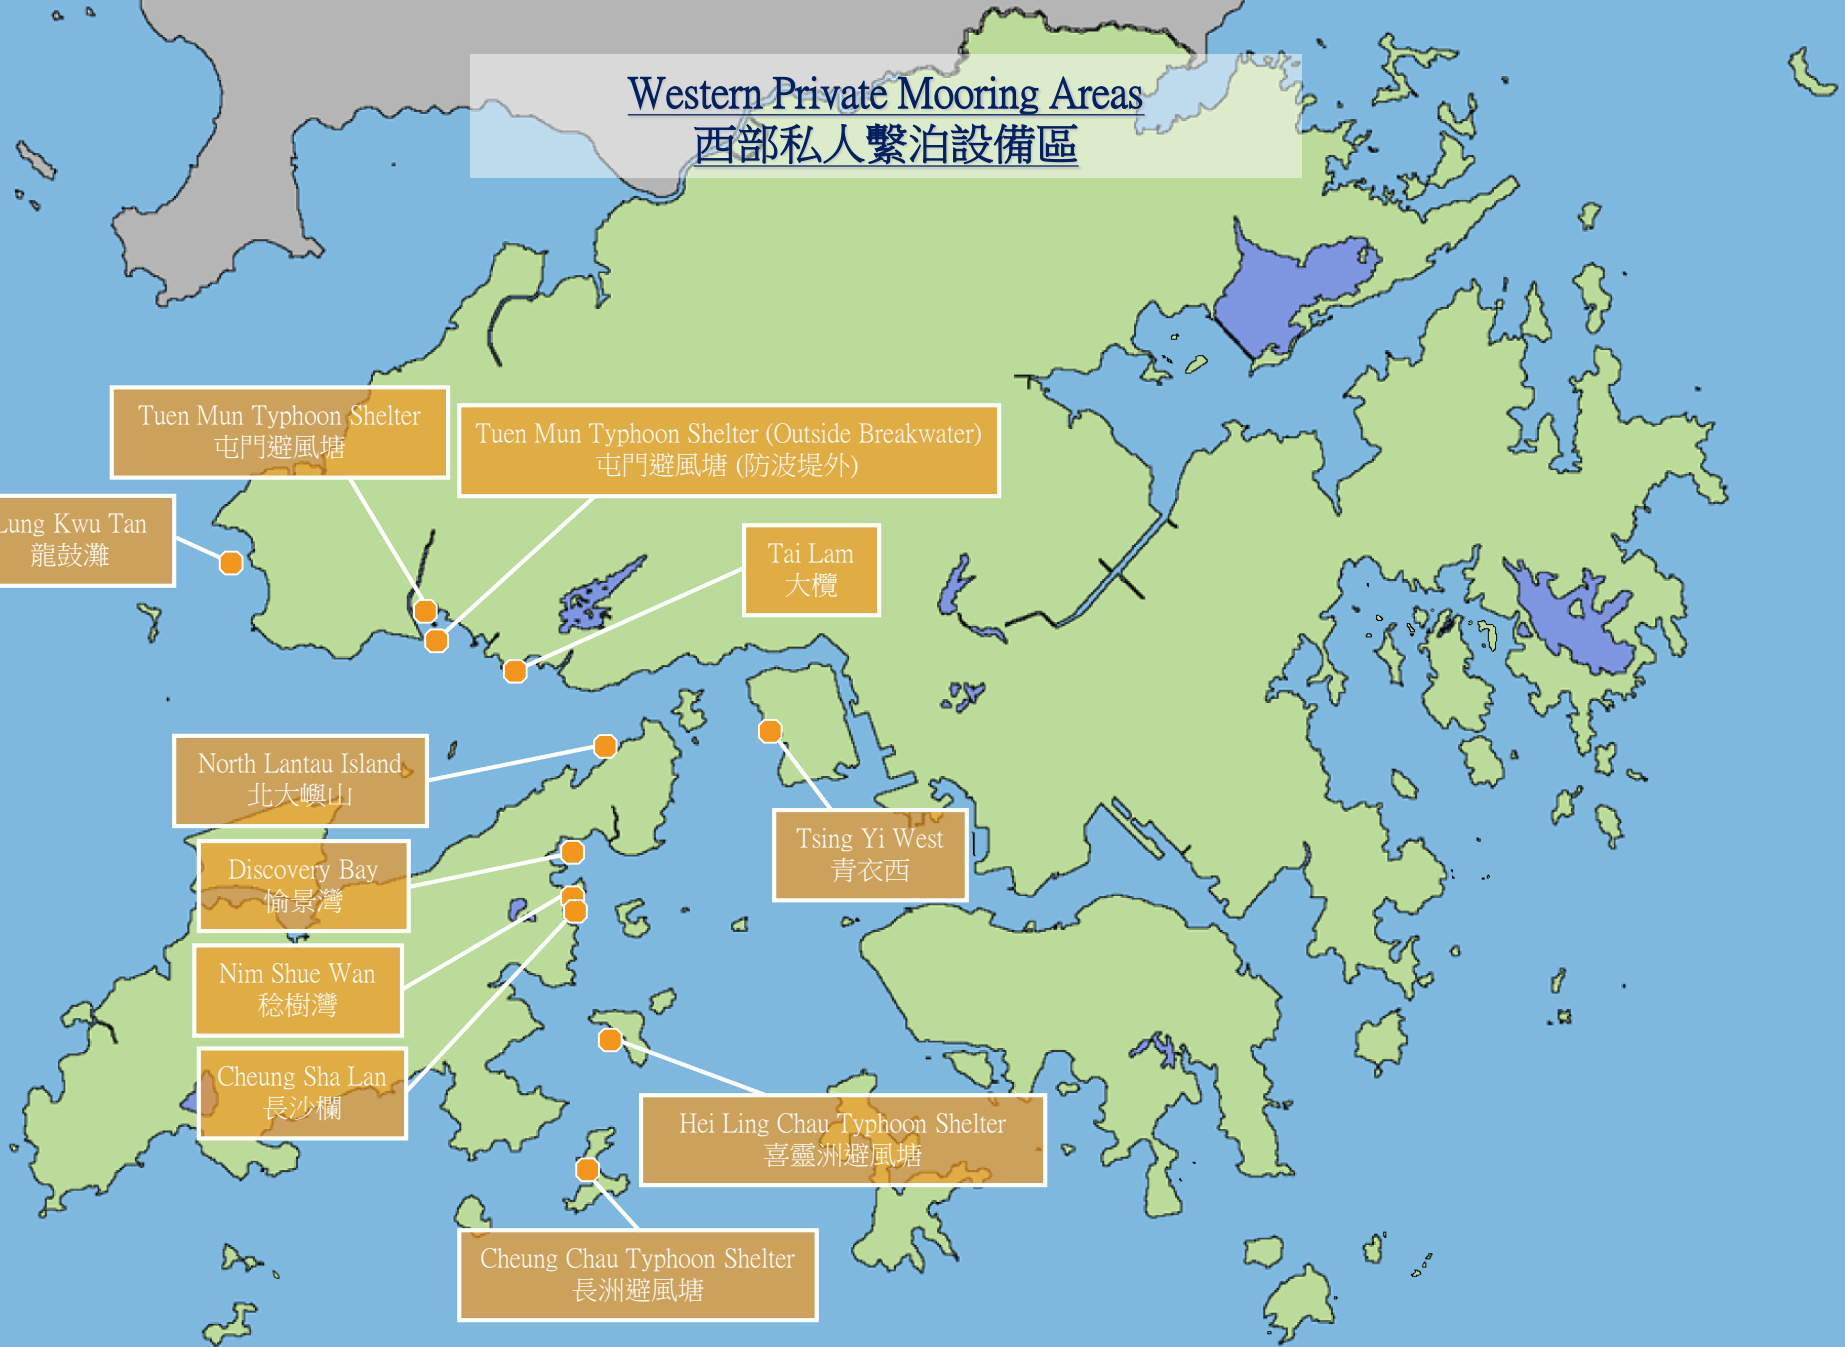 Western Private Mooring Areas
西部私人繫泊設備區
Tuen Mun Typhoon Shelter
屯門避風塘
Tuen Mun Typhoon Shelter (Outside Breakwater)
屯門避風塘 (防波堤外)
Lung Kwu Tan
龍鼓灘
Tai Lam
大欖
North Lantau Island
北大嶼山
Tsing Yi West
青衣西
Discovery Bay
愉景灣
Nim Shue Wan
稔樹灣
Cheung Sha Lan
長沙欄
Hei Ling Chau Typhoon Shelter
喜靈洲避風塘
Cheung Chau Typhoon Shelter
長洲避風塘